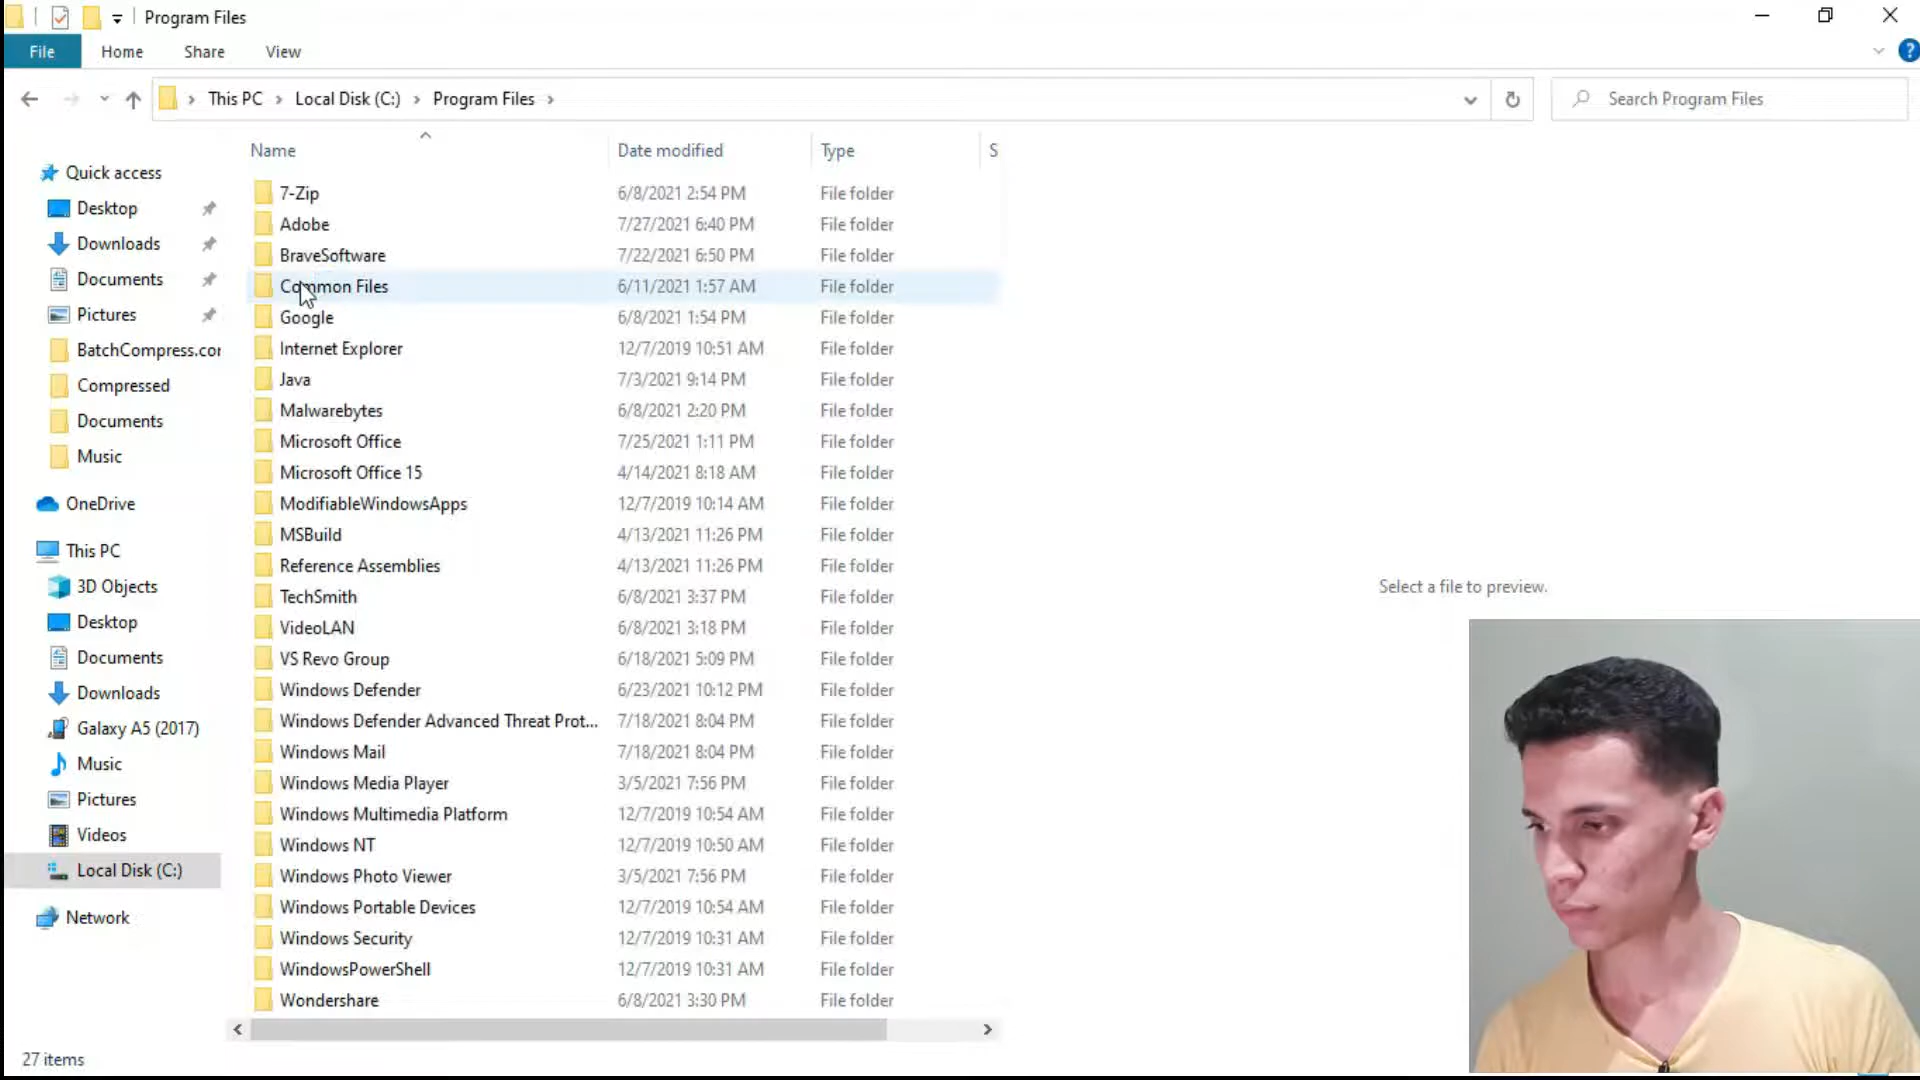 Program Files
File Home Share View
This PC Local Disk (C:) Program Files
Search Program Files
Name Date modified Type S
Quick access
Desktop
Downloads
Documents
Pictures
BatchCompress.cor
Compressed
Documents
Music
OneDrive
This PC
3D Objects
Desktop
Documents
Downloads
Galaxy A5 (2017)
Music
Pictures
Videos
Local Disk (C:)
Network
7-Zip 6/8/2021 2:54 PM File folder
Adobe 7/27/2021 6:40 PM File folder
BraveSoftware 7/22/2021 6:50 PM File folder
Common Files 6/11/2021 1:57 AM File folder
Google 6/8/2021 1:54 PM File folder
Internet Explorer 12/7/2019 10:51 AM File folder
Java 7/3/2021 9:14 PM File folder
Malwarebytes 6/8/2021 2:20 PM File folder
Microsoft Office 7/25/2021 1:11 PM File folder
Microsoft Office 15 4/14/2021 8:18 AM File folder
ModifiableWindowsApps 12/7/2019 10:14 AM File folder
MSBuild 4/13/2021 11:26 PM File folder
Reference Assemblies 4/13/2021 11:26 PM File folder
TechSmith 6/8/2021 3:37 PM File folder
VideoLAN 6/8/2021 3:18 PM File folder
VS Revo Group 6/18/2021 5:09 PM File folder
Windows Defender 6/23/2021 10:12 PM File folder
Windows Defender Advanced Threat Prot... 7/18/2021 8:04 PM File folder
Windows Mail 7/18/2021 8:04 PM File folder
Windows Media Player 3/5/2021 7:56 PM File folder
Windows Multimedia Platform 12/7/2019 10:54 AM File folder
Windows NT 12/7/2019 10:50 AM File folder
Windows Photo Viewer 3/5/2021 7:56 PM File folder
Windows Portable Devices 12/7/2019 10:54 AM File folder
Windows Security 12/7/2019 10:31 AM File folder
WindowsPowerShell 12/7/2019 10:31 AM File folder
Wondershare 6/8/2021 3:30 PM File folder
Select a file to preview.
27 items